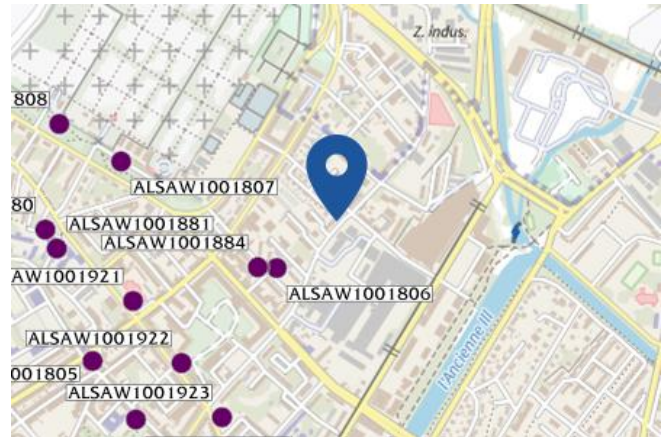 Z. indus.
808
ALSAW1001807
80
ALSAW1001881
ALSAW1001884
AW1001921
ALSAW1001806
ALSAW1001922
001805
ALSAW1001923
l'Ancienne Ill